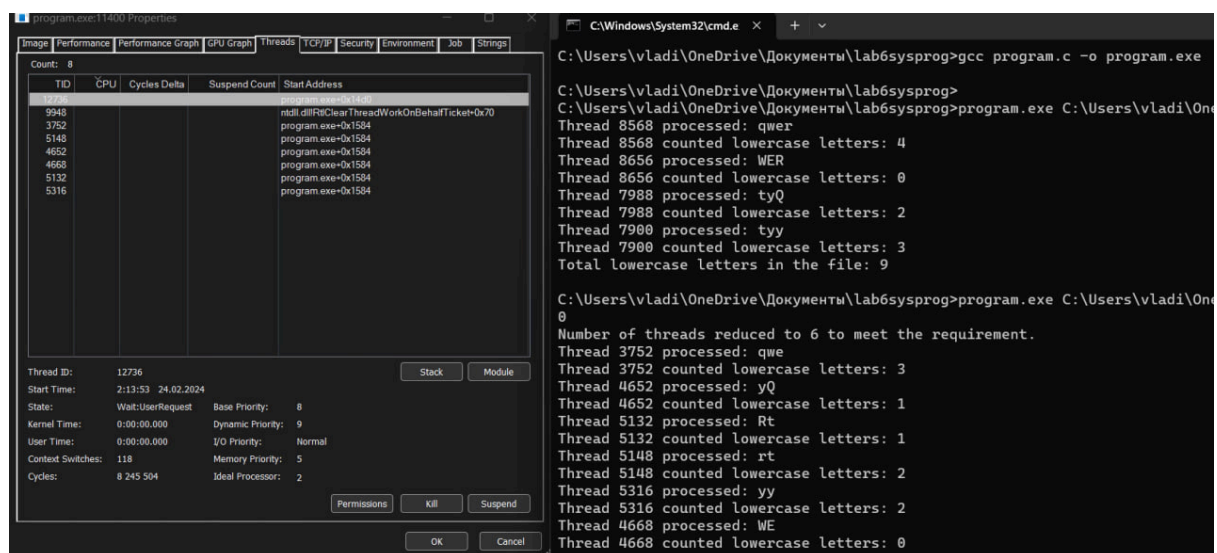 program.exe:11400 Properties
Image Performance Performance Graph GPU Graph Threads TCP/IP Security Environment Job Strings
Count: 8
TID CPU Cycles Delta Suspend Count Start Address
12736 program.exe+0x14d0
9948 ntdll.dll!RtlClearThreadWorkOnBehalfTicket+0x70
3752 program.exe+0x1584
5148 program.exe+0x1584
4652 program.exe+0x1584
4668 program.exe+0x1584
5132 program.exe+0x1584
5316 program.exe+0x1584
Thread ID: 12736 Stack Module
Start Time: 2:13:53 24.02.2024
State: Wait:UserRequest Base Priority: 8
Kernel Time: 0:00:00.000 Dynamic Priority: 9
User Time: 0:00:00.000 I/O Priority: Normal
Context Switches: 118 Memory Priority: 5
Cycles: 8 245 504 Ideal Processor: 2
Permissions Kill Suspend
OK Cancel
C:\Windows\System32\cmd.e
C:\Users\vladi\OneDrive\Документы\lab6sysprog>gcc program.c -o program.exe
C:\Users\vladi\OneDrive\Документы\lab6sysprog>
C:\Users\vladi\OneDrive\Документы\lab6sysprog>program.exe C:\Users\vladi\One
Thread 8568 processed: qwer
Thread 8568 counted lowercase letters: 4
Thread 8656 processed: WER
Thread 8656 counted lowercase letters: 0
Thread 7988 processed: tyQ
Thread 7988 counted lowercase letters: 2
Thread 7900 processed: tyy
Thread 7900 counted lowercase letters: 3
Total lowercase letters in the file: 9
C:\Users\vladi\OneDrive\Документы\lab6sysprog>program.exe C:\Users\vladi\One
0
Number of threads reduced to 6 to meet the requirement.
Thread 3752 processed: qwe
Thread 3752 counted lowercase letters: 3
Thread 4652 processed: yQ
Thread 4652 counted lowercase letters: 1
Thread 5132 processed: Rt
Thread 5132 counted lowercase letters: 1
Thread 5148 processed: rt
Thread 5148 counted lowercase letters: 2
Thread 5316 processed: yy
Thread 5316 counted lowercase letters: 2
Thread 4668 processed: WE
Thread 4668 counted lowercase letters: 0